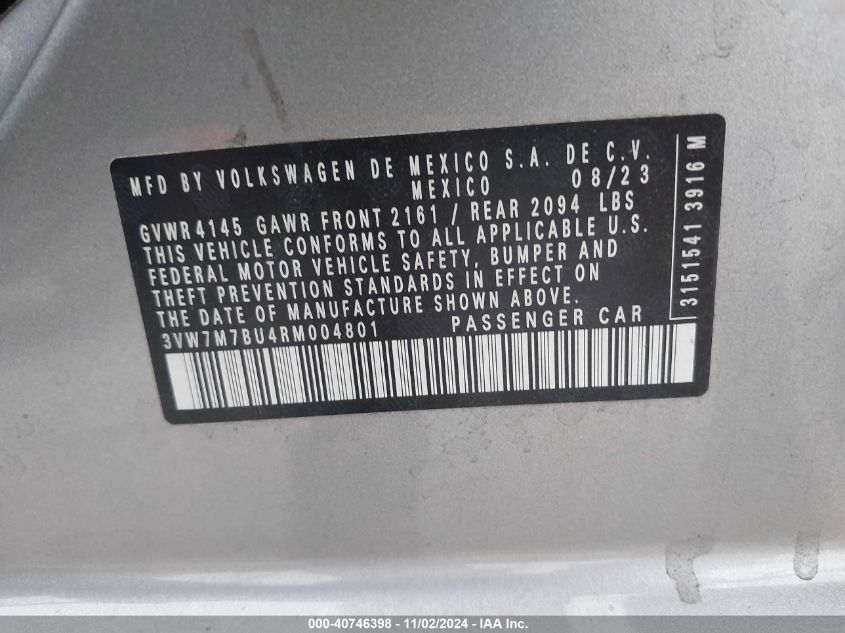 MFD BY VOLKSWAGEN DE MEXICO S.A. DE C.V.
MEXICO 08/23
GVWR 4145 GAWR FRONT 2161 / REAR 2094 LBS
THIS VEHICLE CONFORMS TO ALL APPLICABLE U.S.
FEDERAL MOTOR VEHICLE SAFETY, BUMPER AND
THEFT PREVENTION STANDARDS IN EFFECT ON
THE DATE OF MANUFACTURE SHOWN ABOVE.
3VW7M7BU4RM004801 PASSENGER CAR
3151541 3916 M
000-40746398 - 11/02/2024 - IAA Inc.